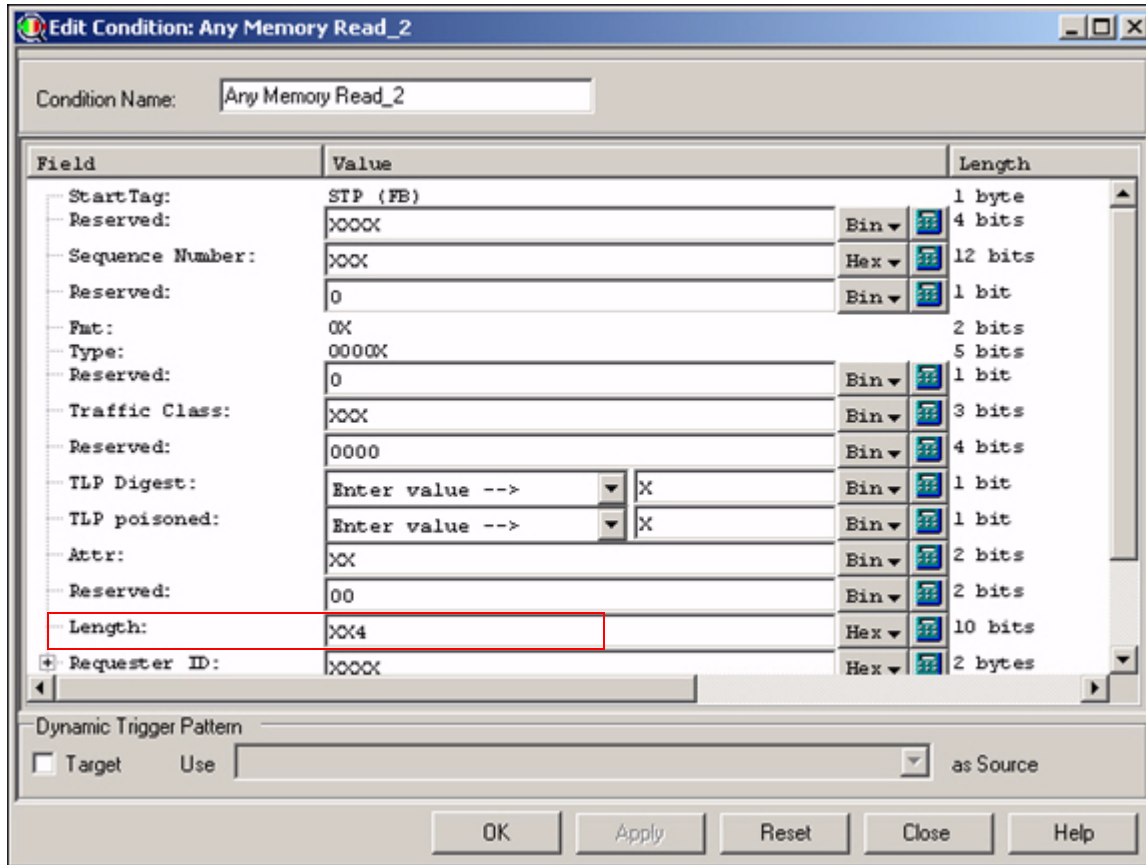 Edit Condition: Any Memory Read_2
Condition Name: Any Memory Read_2
Field Value Length
StartTag: STP (FB) 1 byte
Reserved: XXXX Bin 4 bits
Sequence Number: XXX Hex 12 bits
Reserved: 0 Bin 1 bit
Fmt: 0X 2 bits
Type: 0000X 5 bits
Reserved: 0 Bin 1 bit
Traffic Class: XXX Bin 3 bits
Reserved: 0000 Bin 4 bits
TLP Digest: Enter value --> X Bin 1 bit
TLP poisoned: Enter value --> X Bin 1 bit
Attr: XX Bin 2 bits
Reserved: 00 Bin 2 bits
Length: XX4 Hex 10 bits
Requester ID: XXXX Hex 2 bytes
Dynamic Trigger Pattern
Target Use as Source
OK Apply Reset Close Help